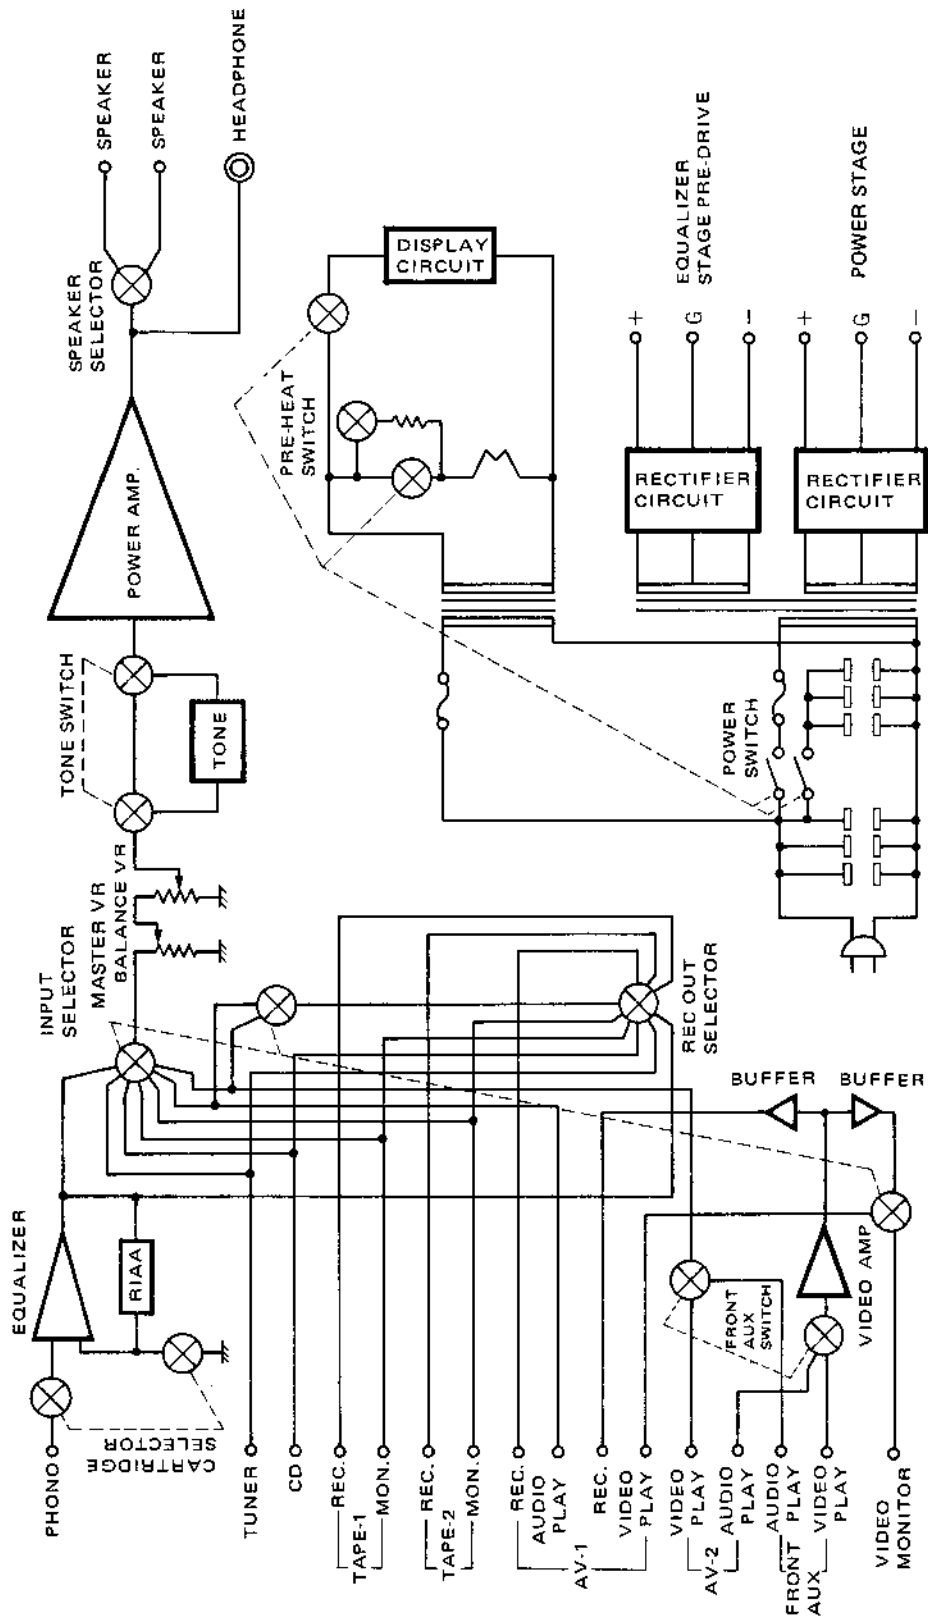 PHONO
CARTRIDGE
SELECTOR
EQUALIZER
RIAA
TUNER
CD
REC.
MON.
TAPE-1
REC.
MON.
TAPE-2
REC.
AUDIO
PLAY
REC.
VIDEO
PLAY
AV-1
VIDEO
PLAY
AUDIO
PLAY
AV-2
AUDIO
PLAY
VIDEO
PLAY
FRONT
AUX
VIDEO
MONITOR
INPUT
SELECTOR
MASTER VR
BALANCE VR
TONE SWITCH
TONE
POWER AMP.
SPEAKER
SELECTOR
SPEAKER
SPEAKER
HEADPHONE
REC OUT
SELECTOR
FRONT
AUX
SWITCH
VIDEO AMP
BUFFER
BUFFER
PRE-HEAT
SWITCH
DISPLAY
CIRCUIT
POWER
SWITCH
RECTIFIER
CIRCUIT
+
G
−
EQUALIZER
STAGE PRE-DRIVE
RECTIFIER
CIRCUIT
+
G
−
POWER STAGE